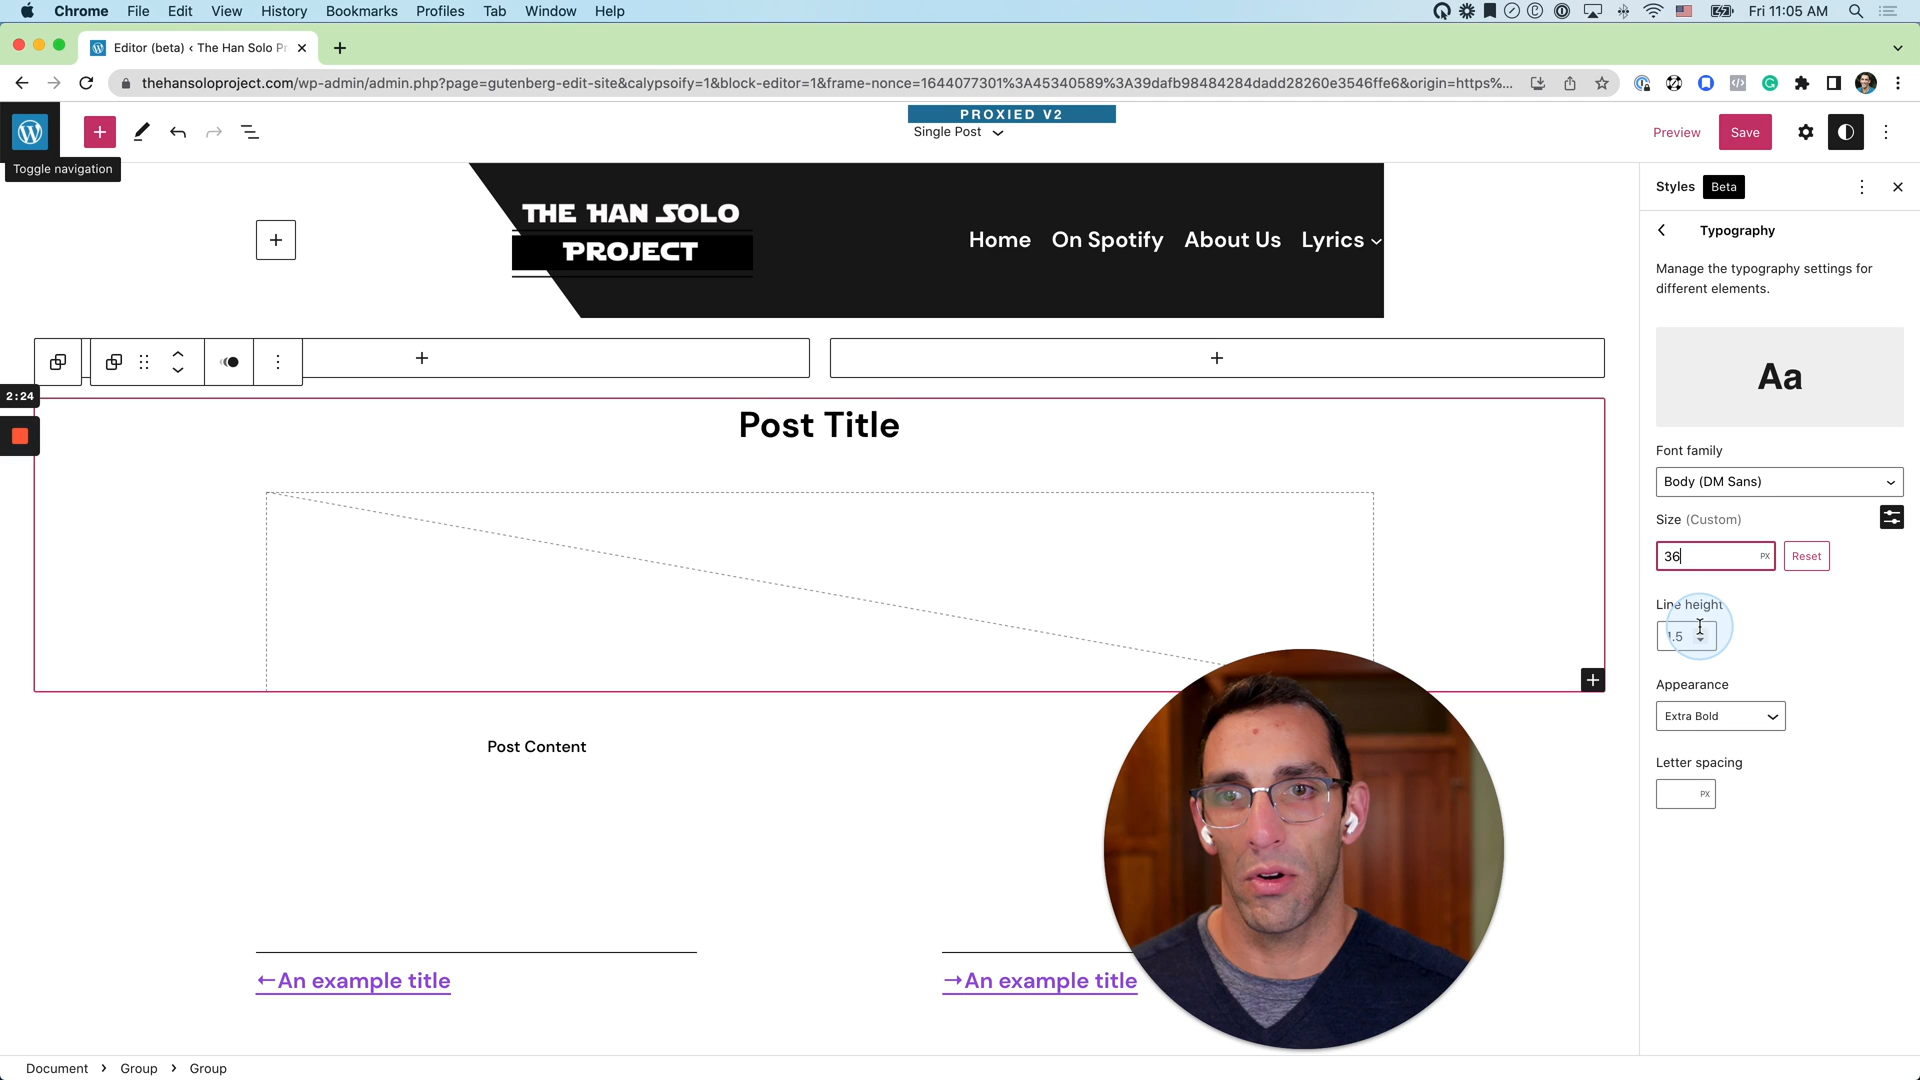 Chrome File Edit View History Bookmarks Profiles Tab Window Help Fri 11:05 AM
Editor (beta) ‹ The Han Solo Pr
thehansoloproject.com/wp-admin/admin.php?page=gutenberg-edit-site&calypsoify=1&block-editor=1&frame-nonce=1644077301%3A45340589%3A39dafb98484284dadd28260e3546ffe6&origin=https%...
PROXIED V2
Single Post
Preview Save
Toggle navigation
Styles Beta
THE HAN SOLO
PROJECT
Home On Spotify About Us Lyrics
Typography
Manage the typography settings for
different elements.
Aa
2:24
Post Title
Font family
Body (DM Sans)
Size (Custom)
36 PX Reset
Line height
1.5
Appearance
Extra Bold
Post Content
Letter spacing
PX
←An example title
→An example title
Document › Group › Group